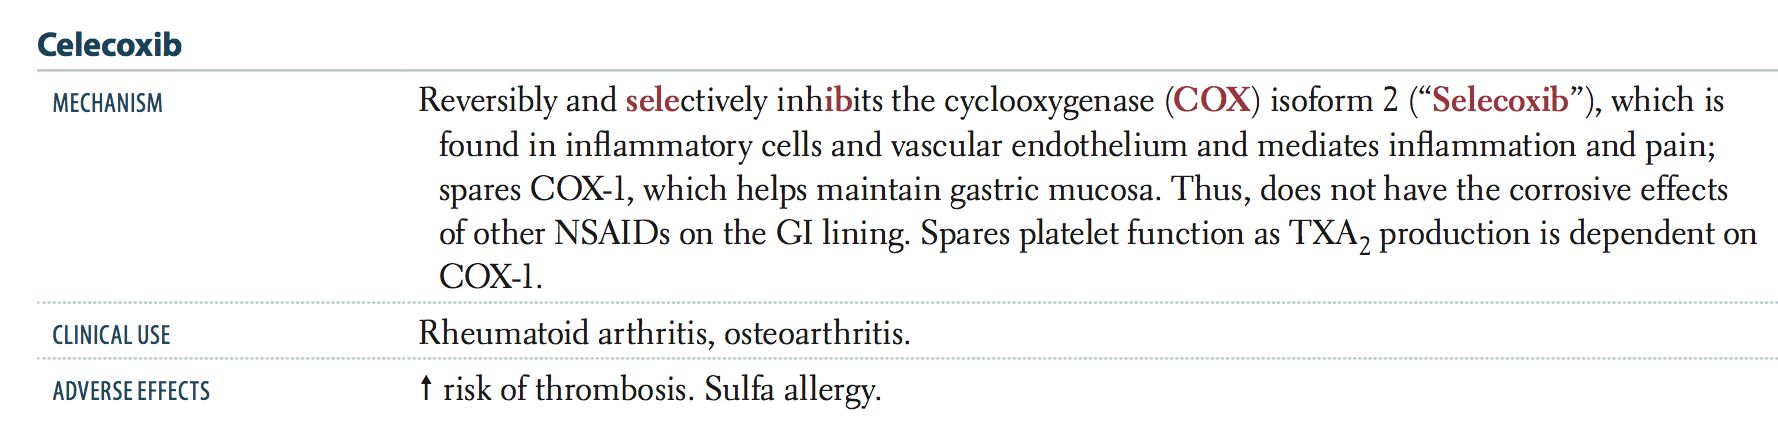 Celecoxib
MECHANISM
Reversibly and selectively inhibits the cyclooxygenase (COX) isoform 2 (“Selecoxib”), which is
found in inflammatory cells and vascular endothelium and mediates inflammation and pain;
spares COX-1, which helps maintain gastric mucosa. Thus, does not have the corrosive effects
of other NSAIDs on the GI lining. Spares platelet function as TXA₂ production is dependent on
COX-1.
CLINICAL USE
Rheumatoid arthritis, osteoarthritis.
ADVERSE EFFECTS
↑ risk of thrombosis. Sulfa allergy.